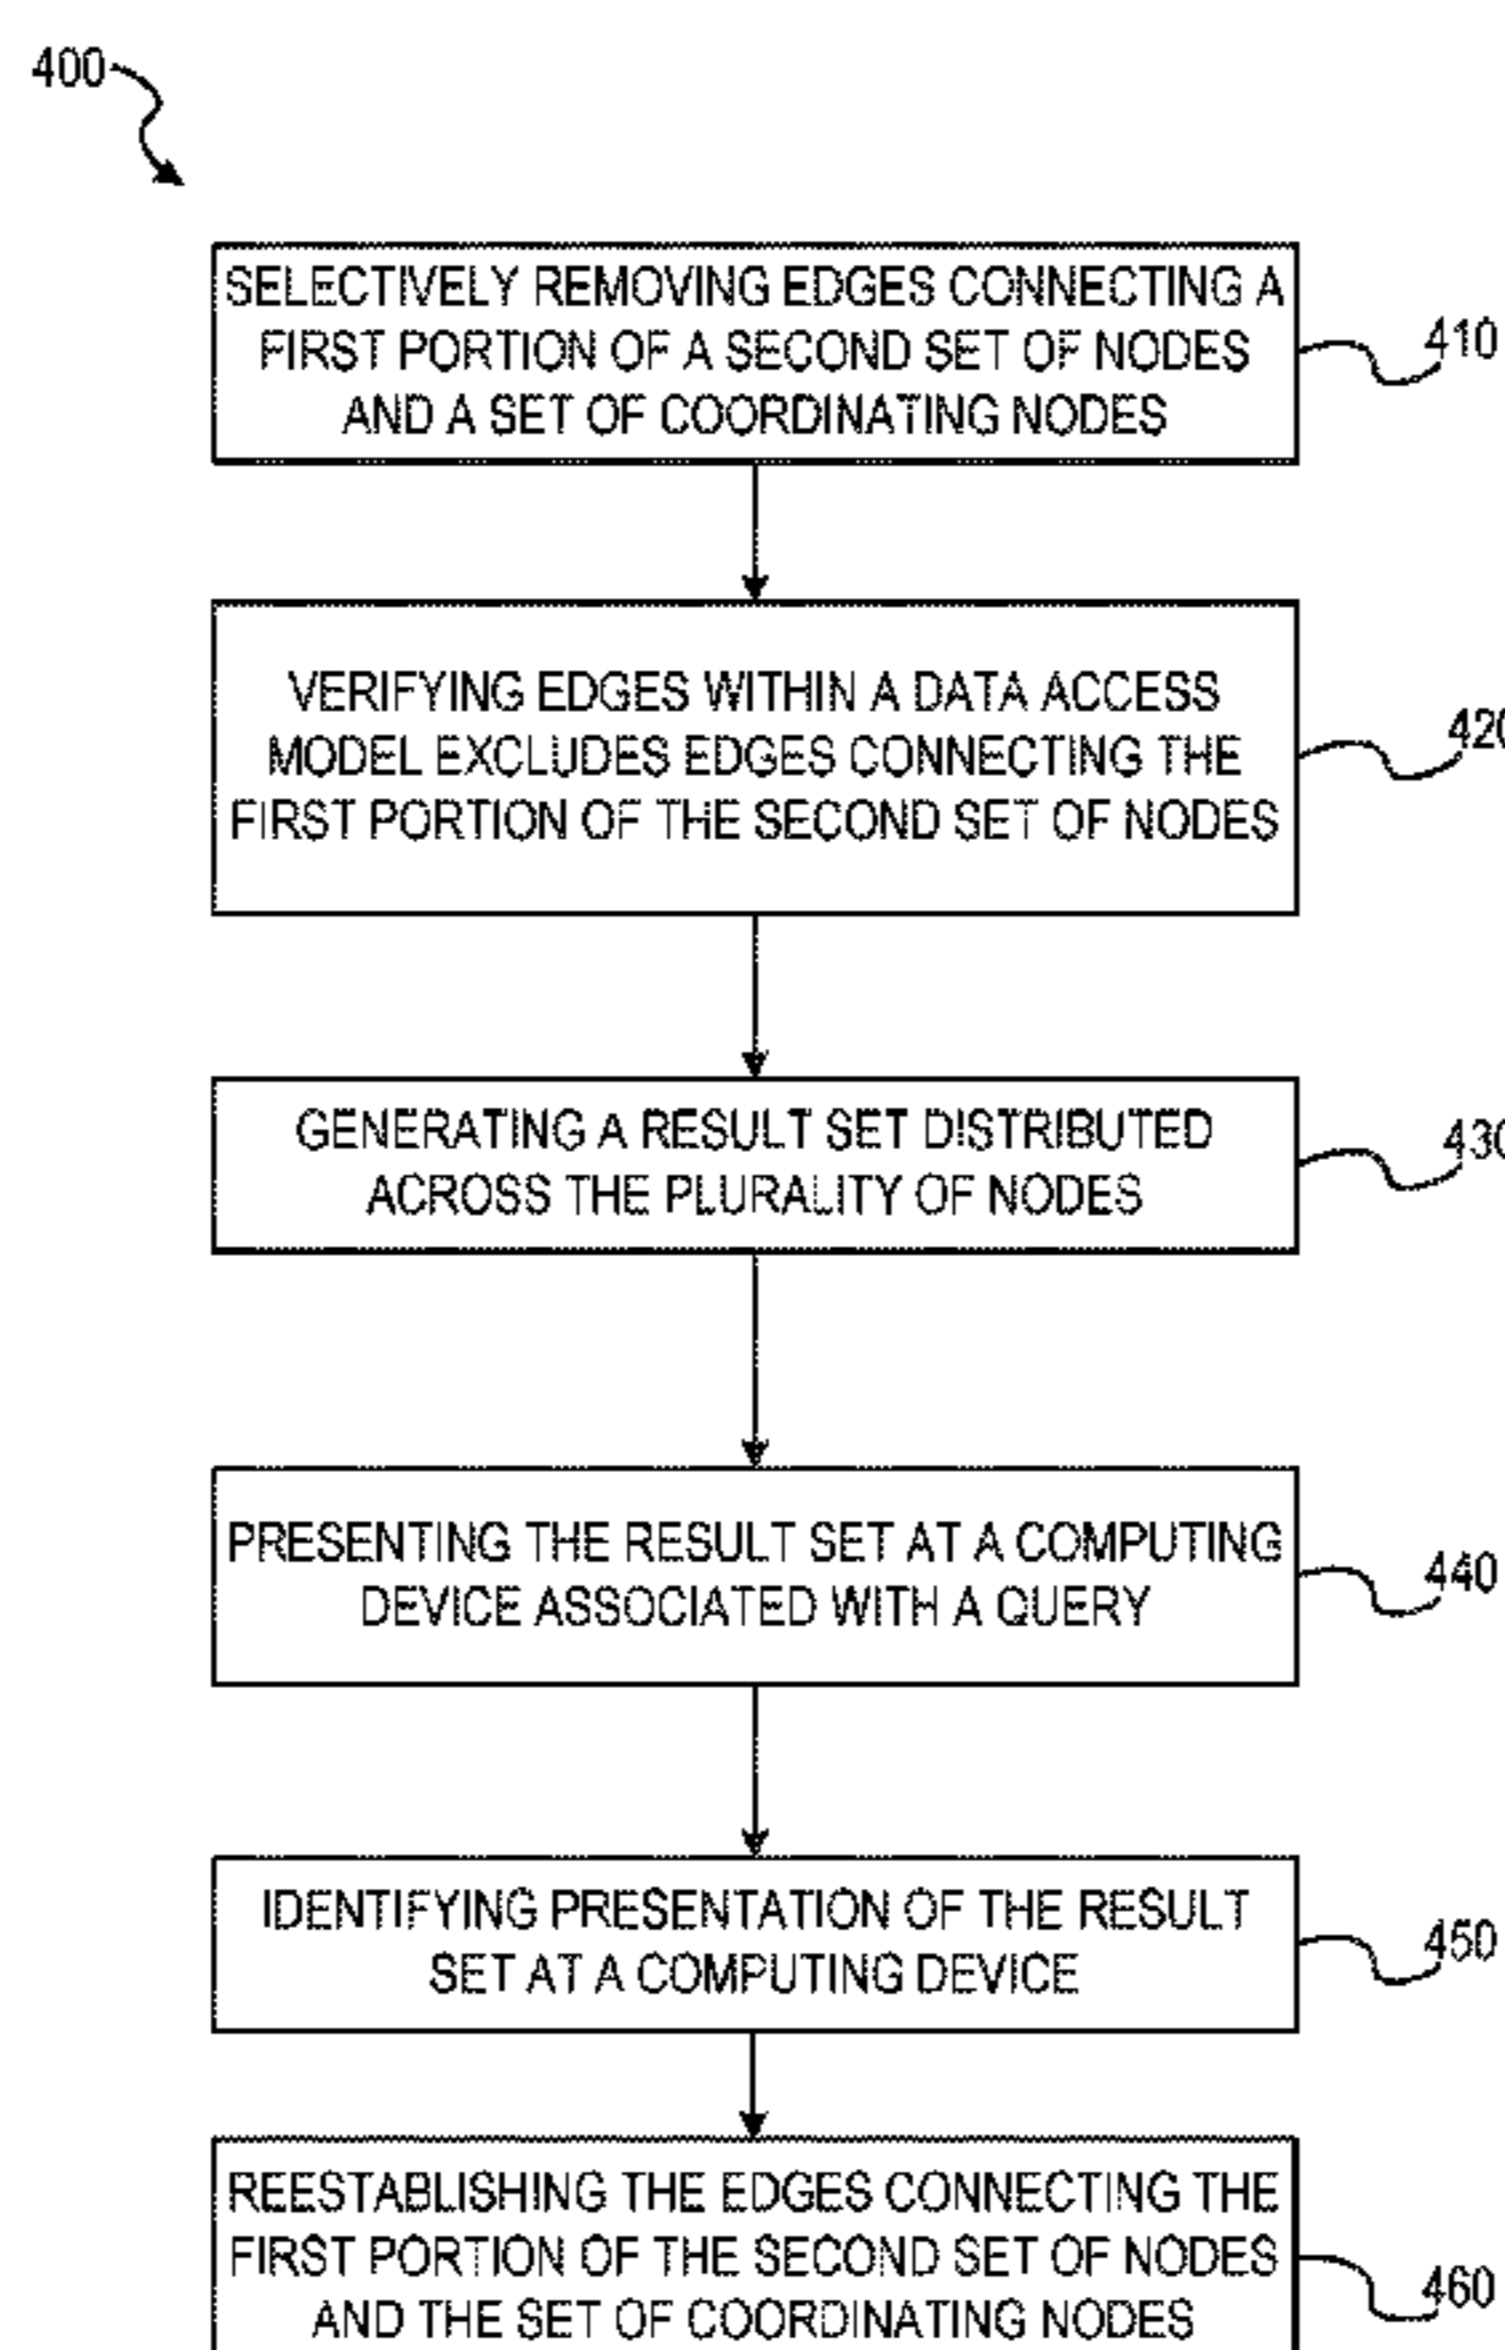 400
SELECTIVELY REMOVING EDGES CONNECTING A
FIRST PORTION OF A SECOND SET OF NODES
AND A SET OF COORDINATING NODES
410
VERIFYING EDGES WITHIN A DATA ACCESS
MODEL EXCLUDES EDGES CONNECTING THE
FIRST PORTION OF THE SECOND SET OF NODES
420
GENERATING A RESULT SET DISTRIBUTED
ACROSS THE PLURALITY OF NODES
430
PRESENTING THE RESULT SET AT A COMPUTING
DEVICE ASSOCIATED WITH A QUERY
440
IDENTIFYING PRESENTATION OF THE RESULT
SET AT A COMPUTING DEVICE
450
REESTABLISHING THE EDGES CONNECTING THE
FIRST PORTION OF THE SECOND SET OF NODES
AND THE SET OF COORDINATING NODES
460